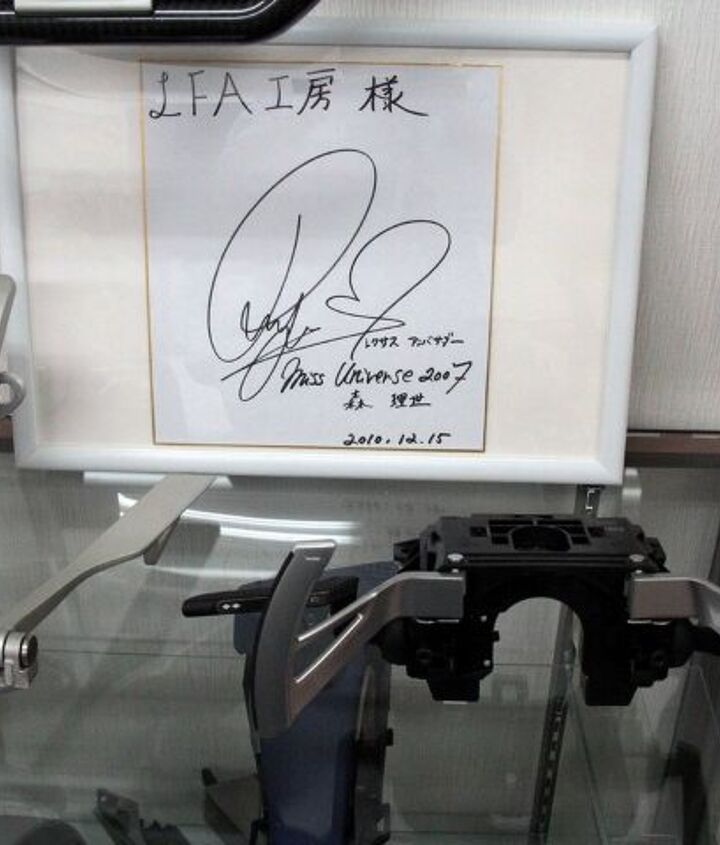 LFA工房 様
レクサス アンバサダー
Miss Universe 2007
森 理世
2010.12.15